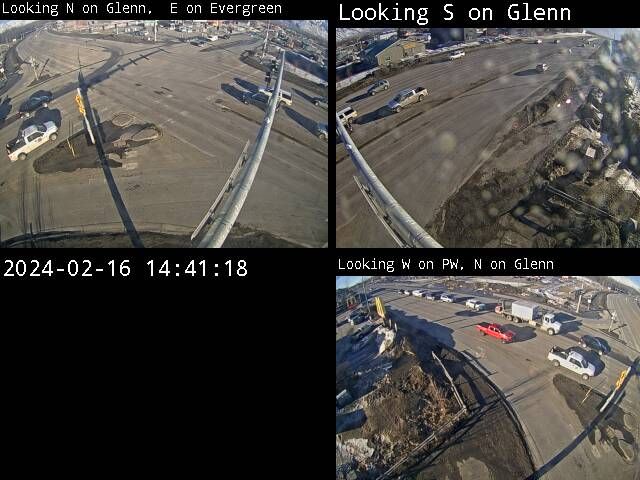 Looking N on Glenn,  E on Evergreen
Looking S on Glenn
2024-02-16 14:41:18
Looking W on PW, N on Glenn